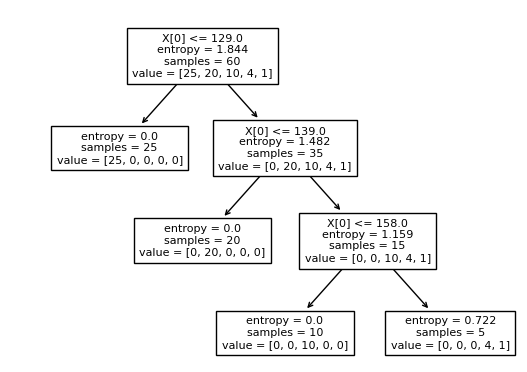 X[0] <= 129.0
entropy = 1.844
samples = 60
value = [25, 20, 10, 4, 1]
entropy = 0.0
samples = 25
value = [25, 0, 0, 0, 0]
X[0] <= 139.0
entropy = 1.482
samples = 35
value = [0, 20, 10, 4, 1]
entropy = 0.0
samples = 20
value = [0, 20, 0, 0, 0]
X[0] <= 158.0
entropy = 1.159
samples = 15
value = [0, 0, 10, 4, 1]
entropy = 0.0
samples = 10
value = [0, 0, 10, 0, 0]
entropy = 0.722
samples = 5
value = [0, 0, 0, 4, 1]